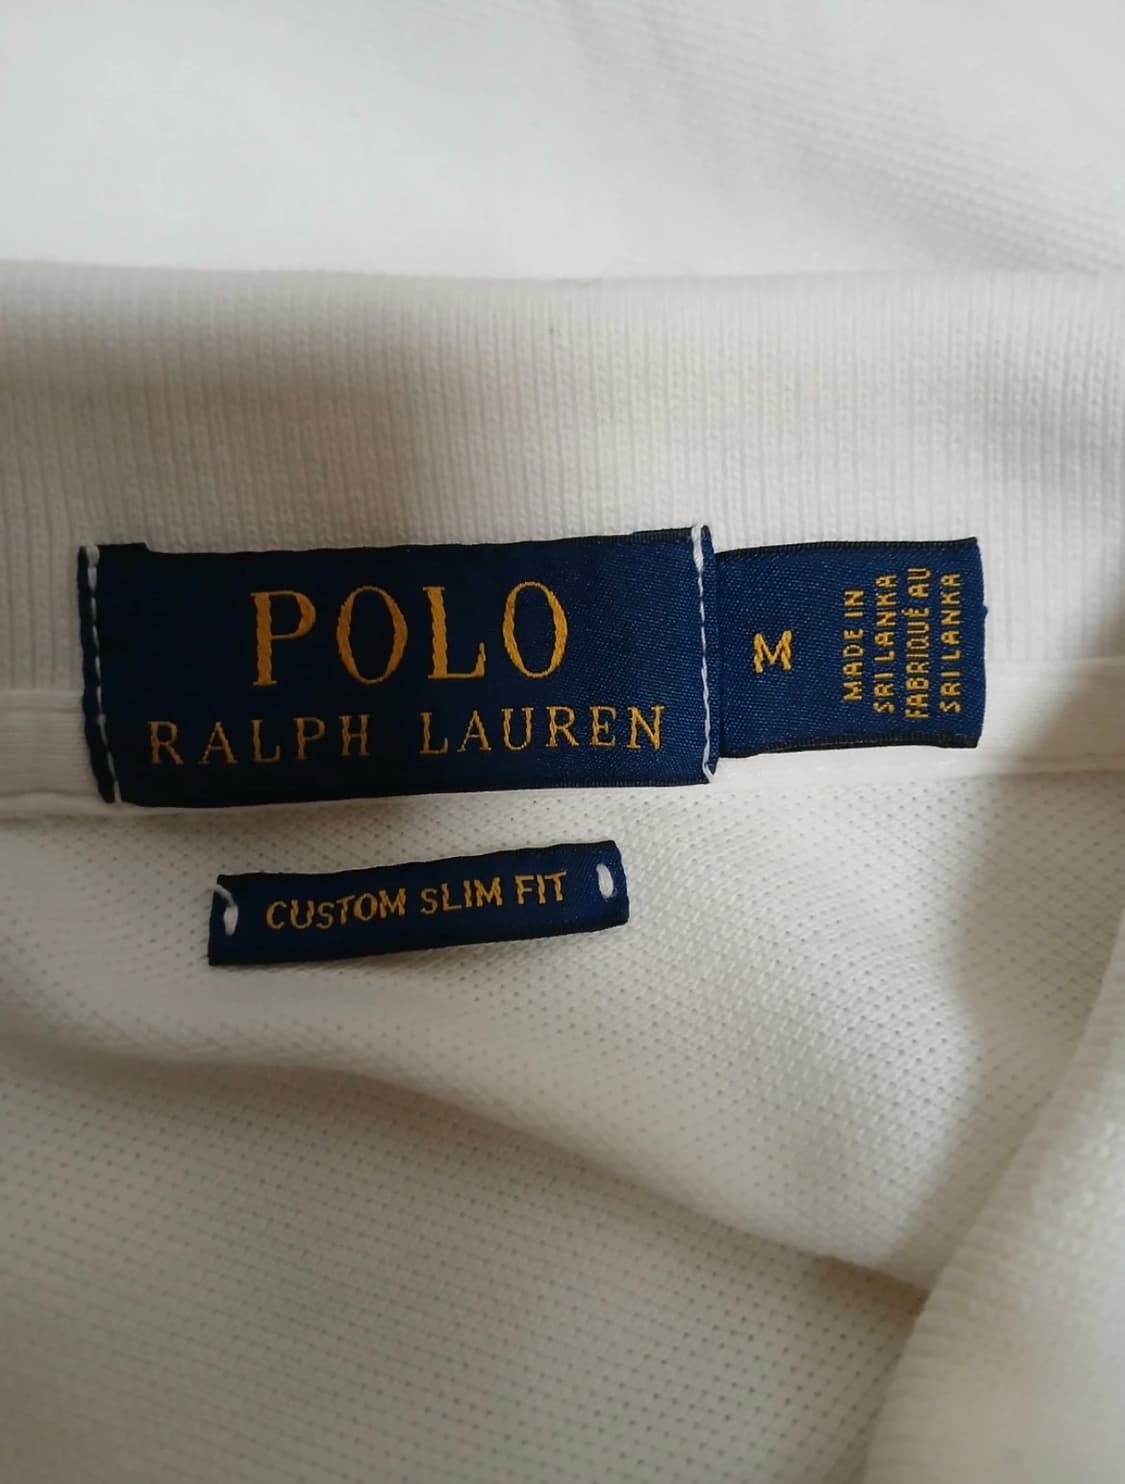 POLO
RALPH LAUREN
M
MADE IN
SRI LANKA
FABRIQUÉ AU
SRI LANKA
CUSTOM SLIM FIT